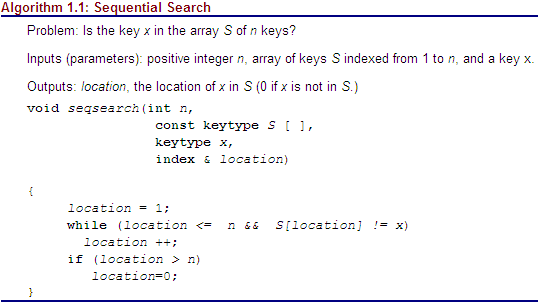 Algorithm 1.1: Sequential Search
Problem: Is the key x in the array S of n keys?
Inputs (parameters): positive integer n, array of keys S indexed from 1 to n, and a key x.
Outputs: location, the location of x in S (0 if x is not in S.)
void seqsearch(int n,
const keytype S [ ],
keytype x,
index & location)
{
location = 1;
while (location <= n && S[location] != x)
location ++;
if (location > n)
location=0;
}